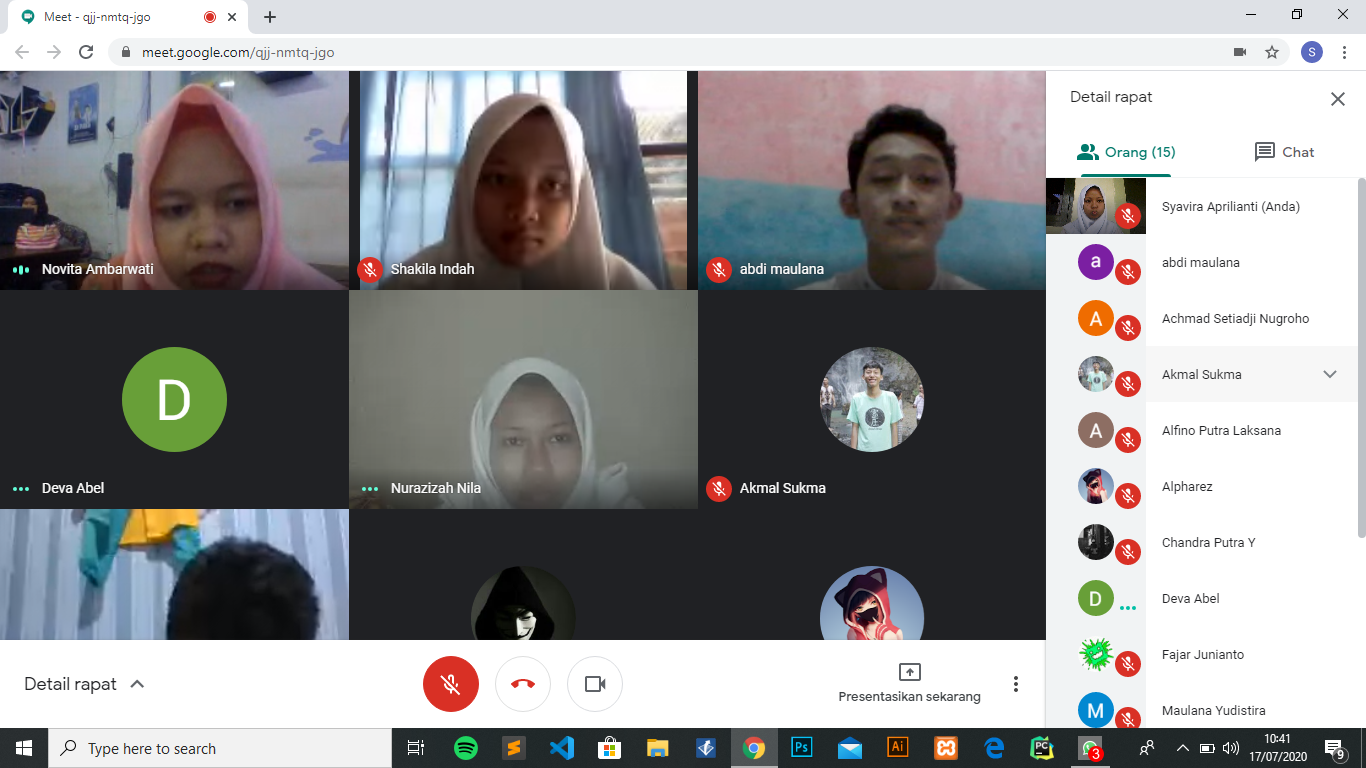 Meet - qjj-nmtq-jgo
meet.google.com/qjj-nmtq-jgo
S
Novita Ambarwati
Shakila Indah
abdi maulana
D
Deva Abel
Nurazizah Nila
Akmal Sukma
Detail rapat
Orang (15)
Chat
Syavira Aprilianti (Anda)
a
abdi maulana
A
Achmad Setiadji Nugroho
Akmal Sukma
A
Alfino Putra Laksana
Alpharez
Chandra Putra Y
D
Deva Abel
Fajar Junianto
M
Maulana Yudistira
Detail rapat
Presentasikan sekarang
Type here to search
Ps
Ai
PC
3
10:41
17/07/2020
9